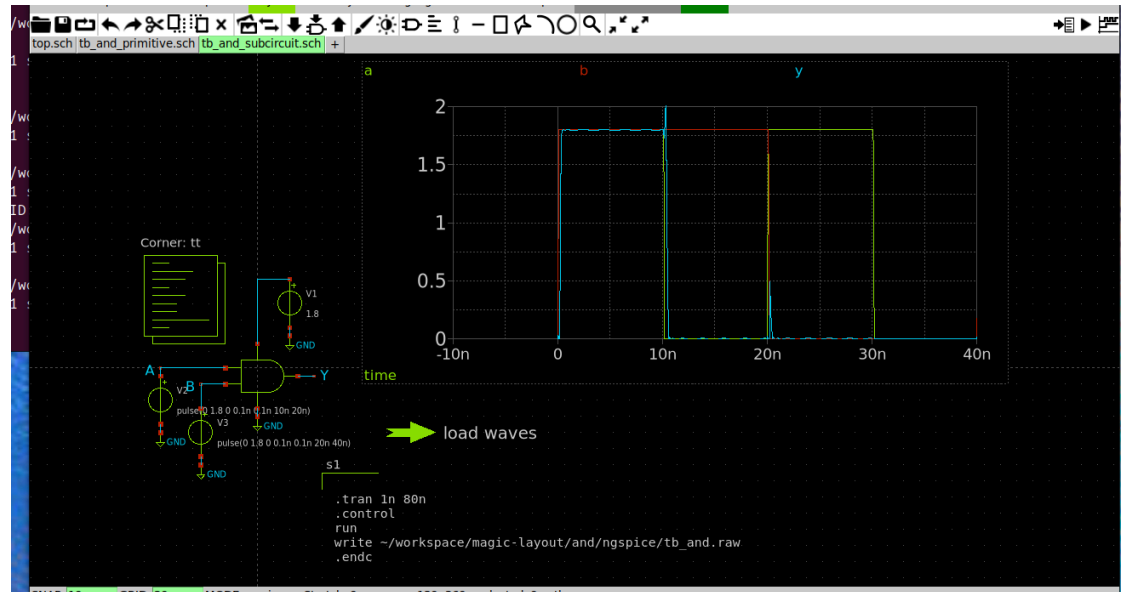 top.sch tb_and_primitive.sch tb_and_subcircuit.sch +
a b y
2
1.5
1
0.5
0
-10n 0 10n 20n 30n 40n
time
Corner: tt
V1
1.8
GND
A
V2
B
Y
pulse(0 1.8 0 0.1n 0.1n 10n 20n)
GND
V3
GND
pulse(0 1.8 0 0.1n 0.1n 20n 40n)
GND
load waves
s1
.tran 1n 80n
.control
run
write ~/workspace/magic-layout/and/ngspice/tb_and.raw
.endc